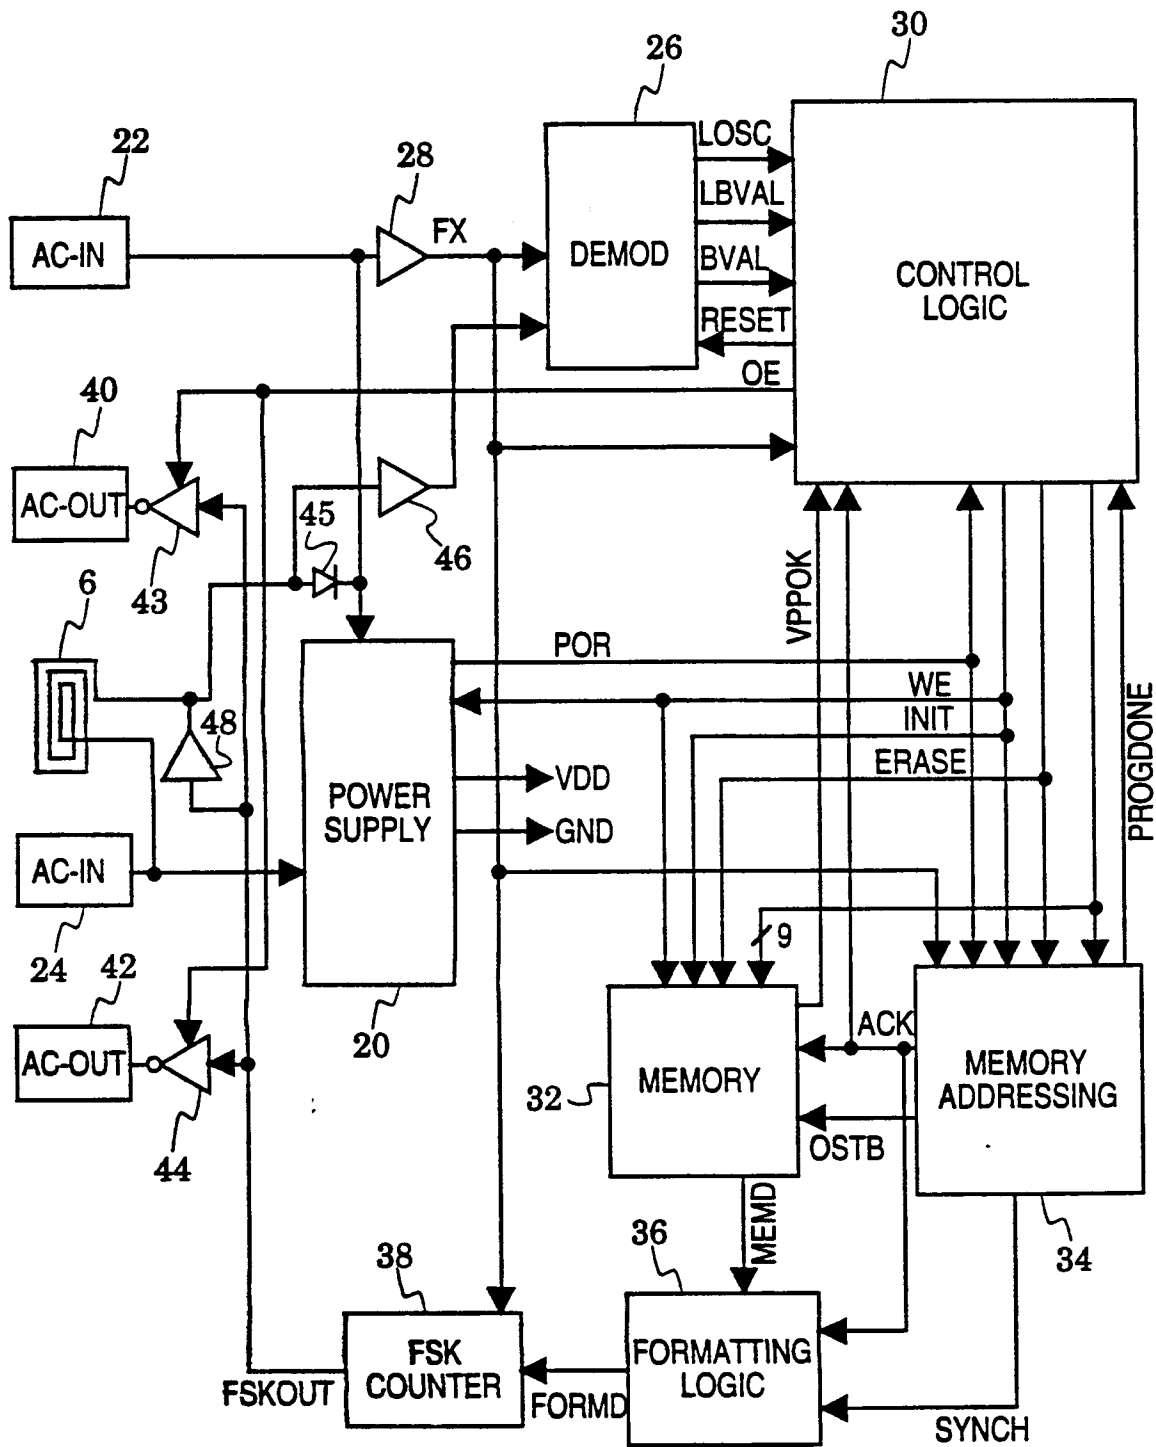 30
26
22
28
LOSC
LBVAL
FX
AC-IN
DEMOD
BVAL
CONTROL
LOGIC
RESET
OE
40
AC-OUT
45
46
43
6
VPPOK
POR
WE
INIT
ERASE
PROGDONE
48
POWER
SUPPLY
VDD
GND
AC-IN
24
9
42
20
ACK
AC-OUT
32
MEMORY
MEMORY
ADDRESSING
OSTB
44
MEMD
36
34
38
FSK
COUNTER
FORMATTING
LOGIC
FSKOUT
FORMD
SYNCH